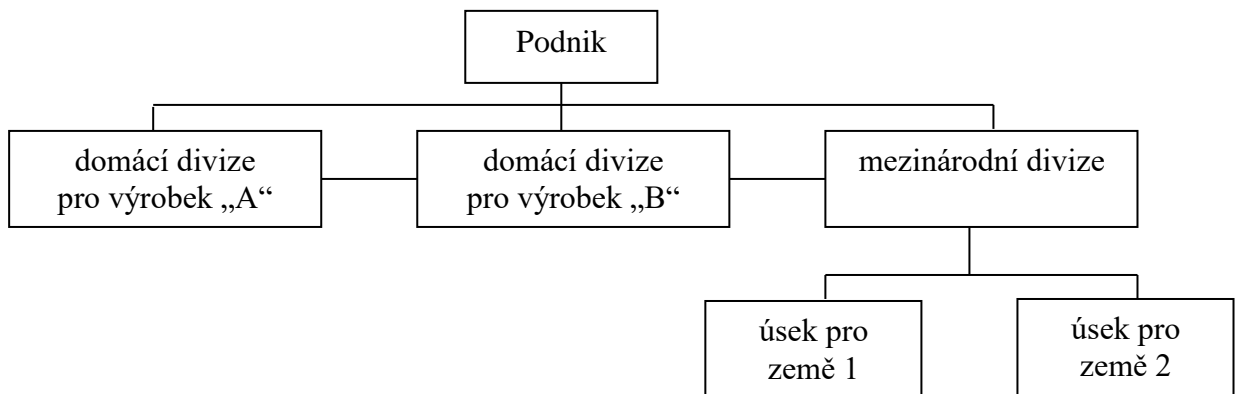 Podnik
domácí divize
pro výrobek „A“
domácí divize
pro výrobek „B“
mezinárodní divize
úsek pro
země 1
úsek pro
země 2